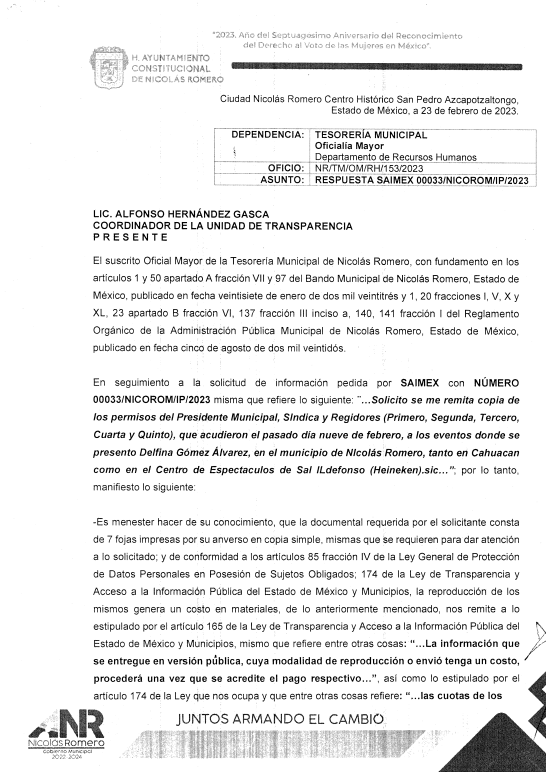 "2023, Año del Septuagésimo Aniversario del Reconocimiento
del Derecho al Voto de las Mujeres en México".
H. AYUNTAMIENTO
CONSTITUCIONAL
DE NICOLÁS ROMERO
Ciudad Nicolás Romero Centro Histórico San Pedro Azcapotzaltongo,
Estado de México, a 23 de febrero de 2023.
DEPENDENCIA: TESORERÍA MUNICIPAL
Oficialía Mayor
Departamento de Recursos Humanos
OFICIO: NR/TM/OM/RH/153/2023
ASUNTO: RESPUESTA SAIMEX 00033/NICOROM/IP/2023
LIC. ALFONSO HERNÁNDEZ GASCA
COORDINADOR DE LA UNIDAD DE TRANSPARENCIA
P R E S E N T E
El suscrito Oficial Mayor de la Tesorería Municipal de Nicolás Romero, con fundamento en los
artículos 1 y 50 apartado A fracción VII y 97 del Bando Municipal de Nicolás Romero, Estado de
México, publicado en fecha veintisiete de enero de dos mil veintitrés y 1, 20 fracciones I, V, X y
XL, 23 apartado B fracción VI, 137 fracción III inciso a, 140, 141 fracción I del Reglamento
Orgánico de la Administración Pública Municipal de Nicolás Romero, Estado de México,
publicado en fecha cinco de agosto de dos mil veintidós.
En seguimiento a la solicitud de información pedida por SAIMEX con NÚMERO
00033/NICOROM/IP/2023 misma que refiere lo siguiente: "...Solicito se me remita copia de
los permisos del Presidente Municipal, SIndica y Regidores (Primero, Segunda, Tercero,
Cuarta y Quinto), que acudieron el pasado día nueve de febrero, a los eventos donde se
presento Delfina Gómez Álvarez, en el municipio de NIcolás Romero, tanto en Cahuacan
como en el Centro de Espectaculos de Sal ILdefonso (Heineken).sic..."; por lo tanto,
manifiesto lo siguiente:
-Es menester hacer de su conocimiento, que la documental requerida por el solicitante consta
de 7 fojas impresas por su anverso en copia simple, mismas que se requieren para dar atención
a lo solicitado; y de conformidad a los artículos 85 fracción IV de la Ley General de Protección
de Datos Personales en Posesión de Sujetos Obligados; 174 de la Ley de Transparencia y
Acceso a la Información Pública del Estado de México y Municipios, la reproducción de los
mismos genera un costo en materiales, de lo anteriormente mencionado, nos remite a lo
estipulado por el artículo 165 de la Ley de Transparencia y Acceso a la Información Pública del
Estado de México y Municipios, mismo que refiere entre otras cosas: "...La información que
se entregue en versión pública, cuya modalidad de reproducción o envió tenga un costo,
procederá una vez que se acredite el pago respectivo...", así como lo estipulado por el
artículo 174 de la Ley que nos ocupa y que entre otras cosas refiere: "...las cuotas de los
JUNTOS ARMANDO EL CAMBIO
ANR
Nicolás Romero
Gobierno Municipal
2022-2024